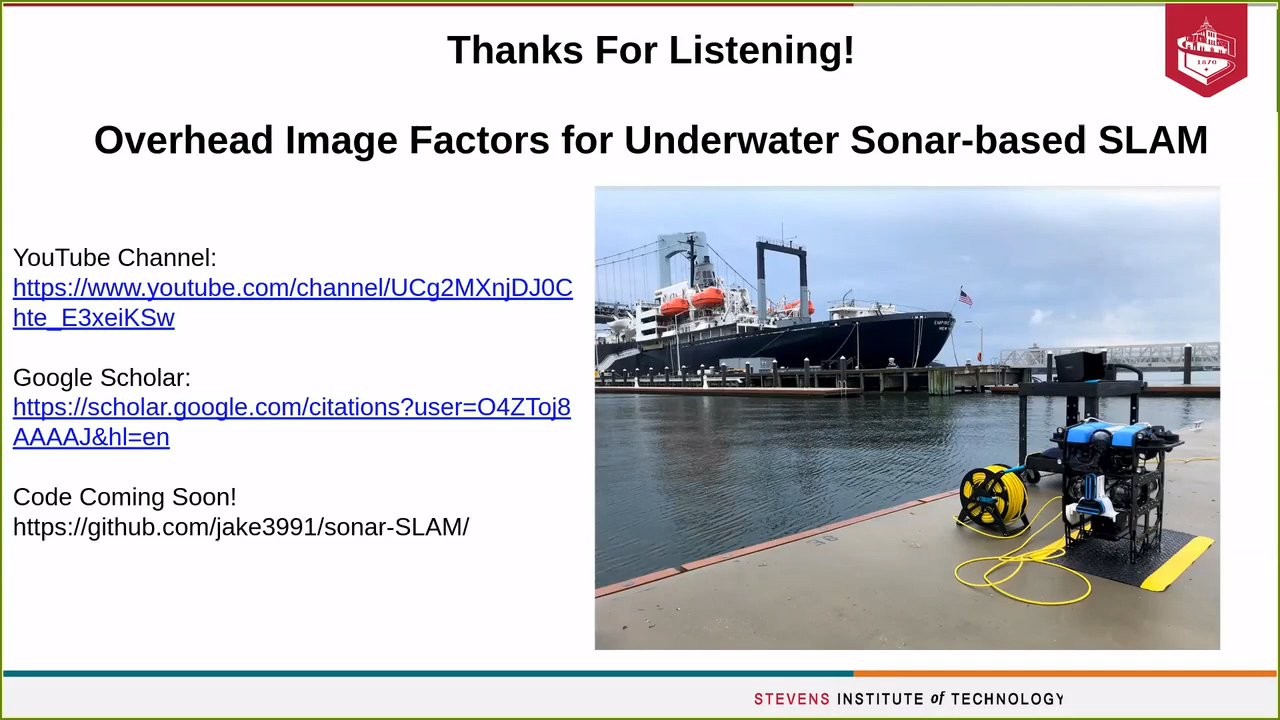 Thanks For Listening!
1870
Overhead Image Factors for Underwater Sonar-based SLAM
YouTube Channel:
https://www.youtube.com/channel/UCg2MXnjDJ0C
hte_E3xeiKSw
Google Scholar:
https://scholar.google.com/citations?user=O4ZToj8
AAAAJ&hl=en
Code Coming Soon!
https://github.com/jake3991/sonar-SLAM/
EMPIRE
STEVENS INSTITUTE of TECHNOLOGY